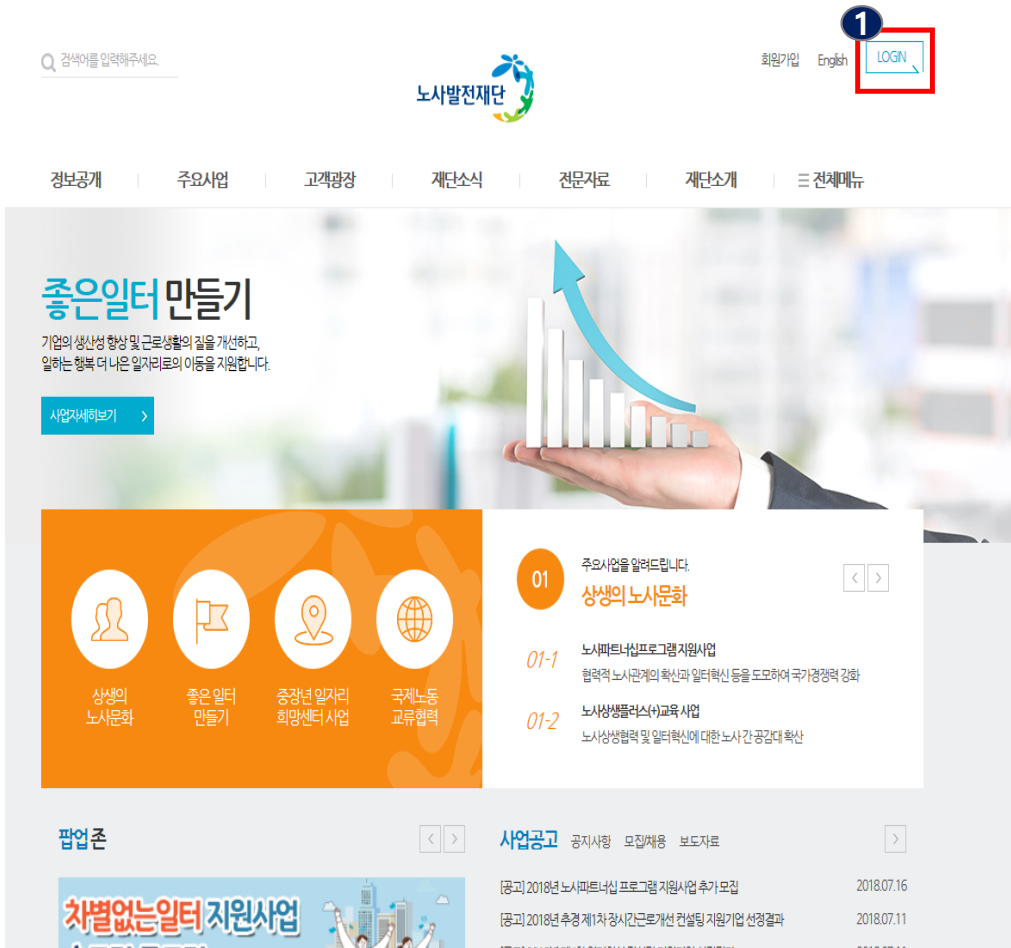 1
검색어를 입력해주세요.
회원가입 English LOGIN
노사발전재단
정보공개 주요사업 고객광장 재단소식 전문자료 재단소개 전체메뉴
좋은일터 만들기
기업의 생산성 향상 및 근로생활의 질을 개선하고,
일하는 행복 더 나은 일자리로의 이동을 지원합니다.
사업자세히보기 >
상생의
노사문화
좋은 일터
만들기
중장년 일자리
희망센터 사업
국제노동
교류협력
01
주요사업을 알려드립니다.
상생의 노사문화
< >
01-1 노사파트너십프로그램 지원사업
협력적 노사관계의 확산과 일터혁신 등을 도모하여 국가경쟁력 강화
01-2 노사상생플러스(+)교육 사업
노사상생협력 및 일터혁신에 대한 노사 간 공감대 확산
팝업존
< >
사업공고 공지사항 모집/채용 보도자료 >
차별없는일터 지원사업
[공고] 2018년 노사파트너십 프로그램 지원사업 추가 모집 2018.07.16
[공고] 2018년 추경 제1차 장시간근로개선 컨설팅 지원기업 선정결과 2018.07.11